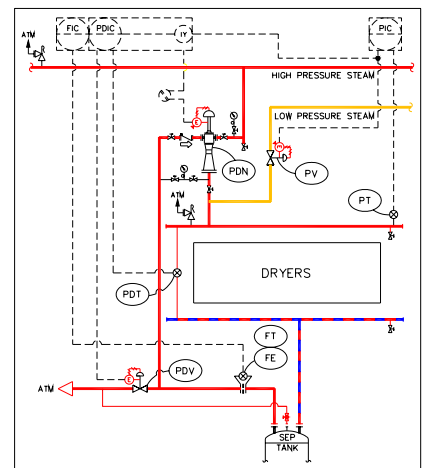 FIC PDIC IY PIC
ATM
R
HIGH PRESSURE STEAM
LOW PRESSURE STEAM
E
E
PDN
PV
PT
ATM
R
DRYERS
PDT
FT
FE
E
PDV
ATM
SEP
TANK